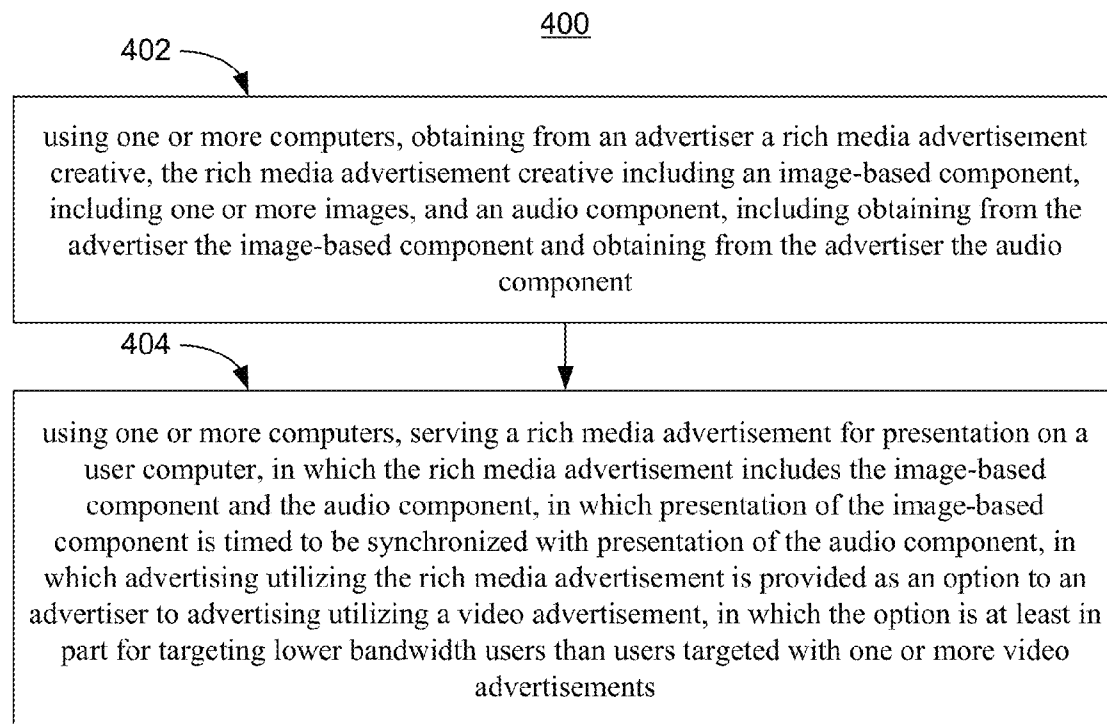 400
402
using one or more computers, obtaining from an advertiser a rich media advertisement
creative, the rich media advertisement creative including an image-based component,
including one or more images, and an audio component, including obtaining from the
advertiser the image-based component and obtaining from the advertiser the audio
component
404
using one or more computers, serving a rich media advertisement for presentation on a
user computer, in which the rich media advertisement includes the image-based
component and the audio component, in which presentation of the image-based
component is timed to be synchronized with presentation of the audio component, in
which advertising utilizing the rich media advertisement is provided as an option to an
advertiser to advertising utilizing a video advertisement, in which the option is at least in
part for targeting lower bandwidth users than users targeted with one or more video
advertisements